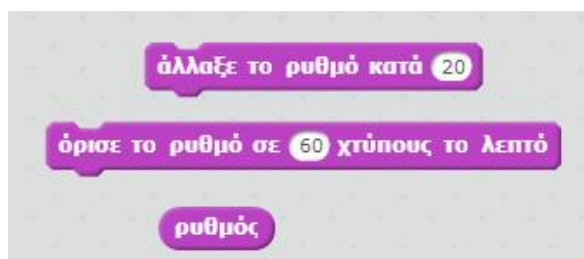 άλλαξε το ρυθμό κατά 20
όρισε το ρυθμό σε 60 χτύπους το λεπτό
ρυθμός